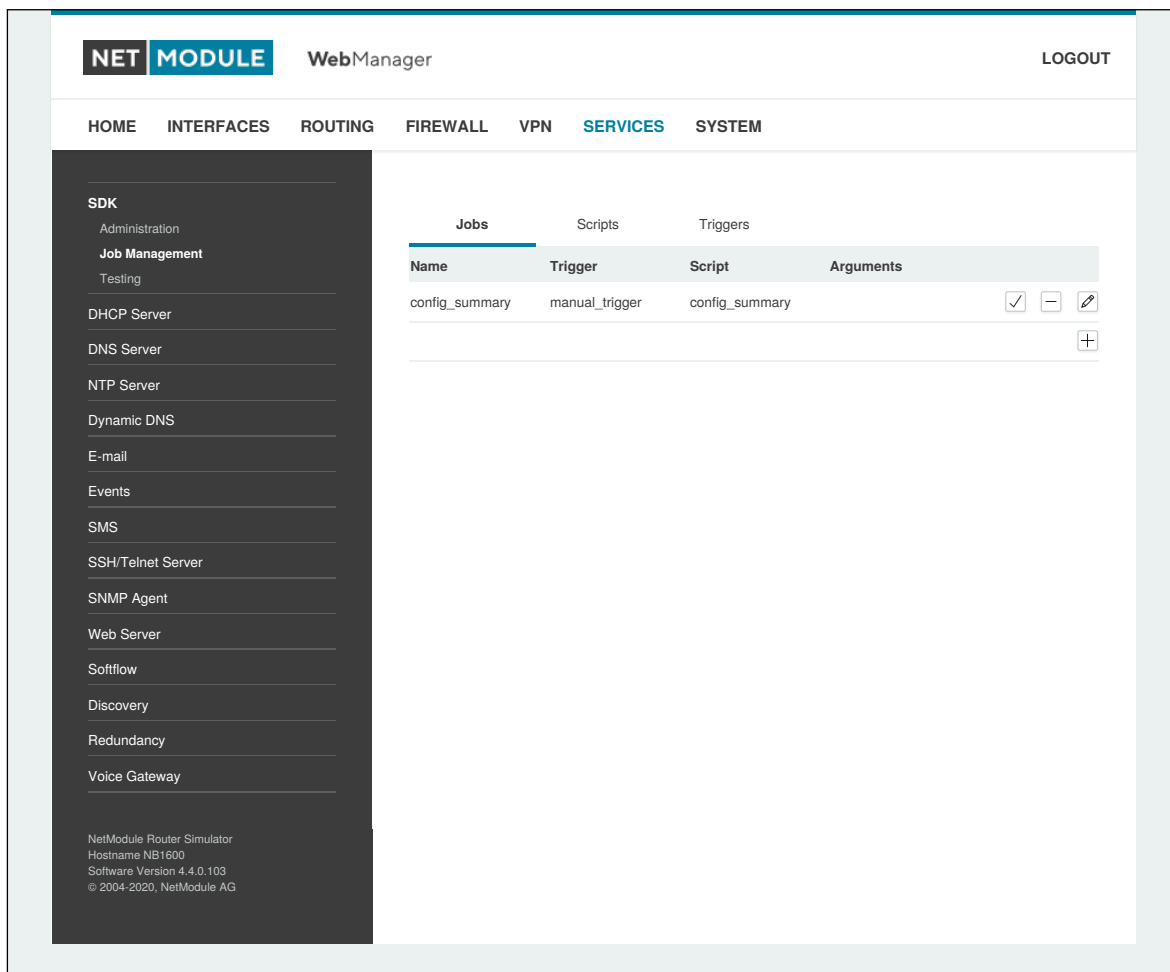 NET MODULE WebManager LOGOUT
HOME INTERFACES ROUTING FIREWALL VPN SERVICES SYSTEM
SDK
Administration
Job Management
Testing
DHCP Server
DNS Server
NTP Server
Dynamic DNS
E-mail
Events
SMS
SSH/Telnet Server
SNMP Agent
Web Server
Softflow
Discovery
Redundancy
Voice Gateway
NetModule Router Simulator
Hostname NB1600
Software Version 4.4.0.103
© 2004-2020, NetModule AG
Jobs Scripts Triggers
Name Trigger Script Arguments
config_summary manual_trigger config_summary